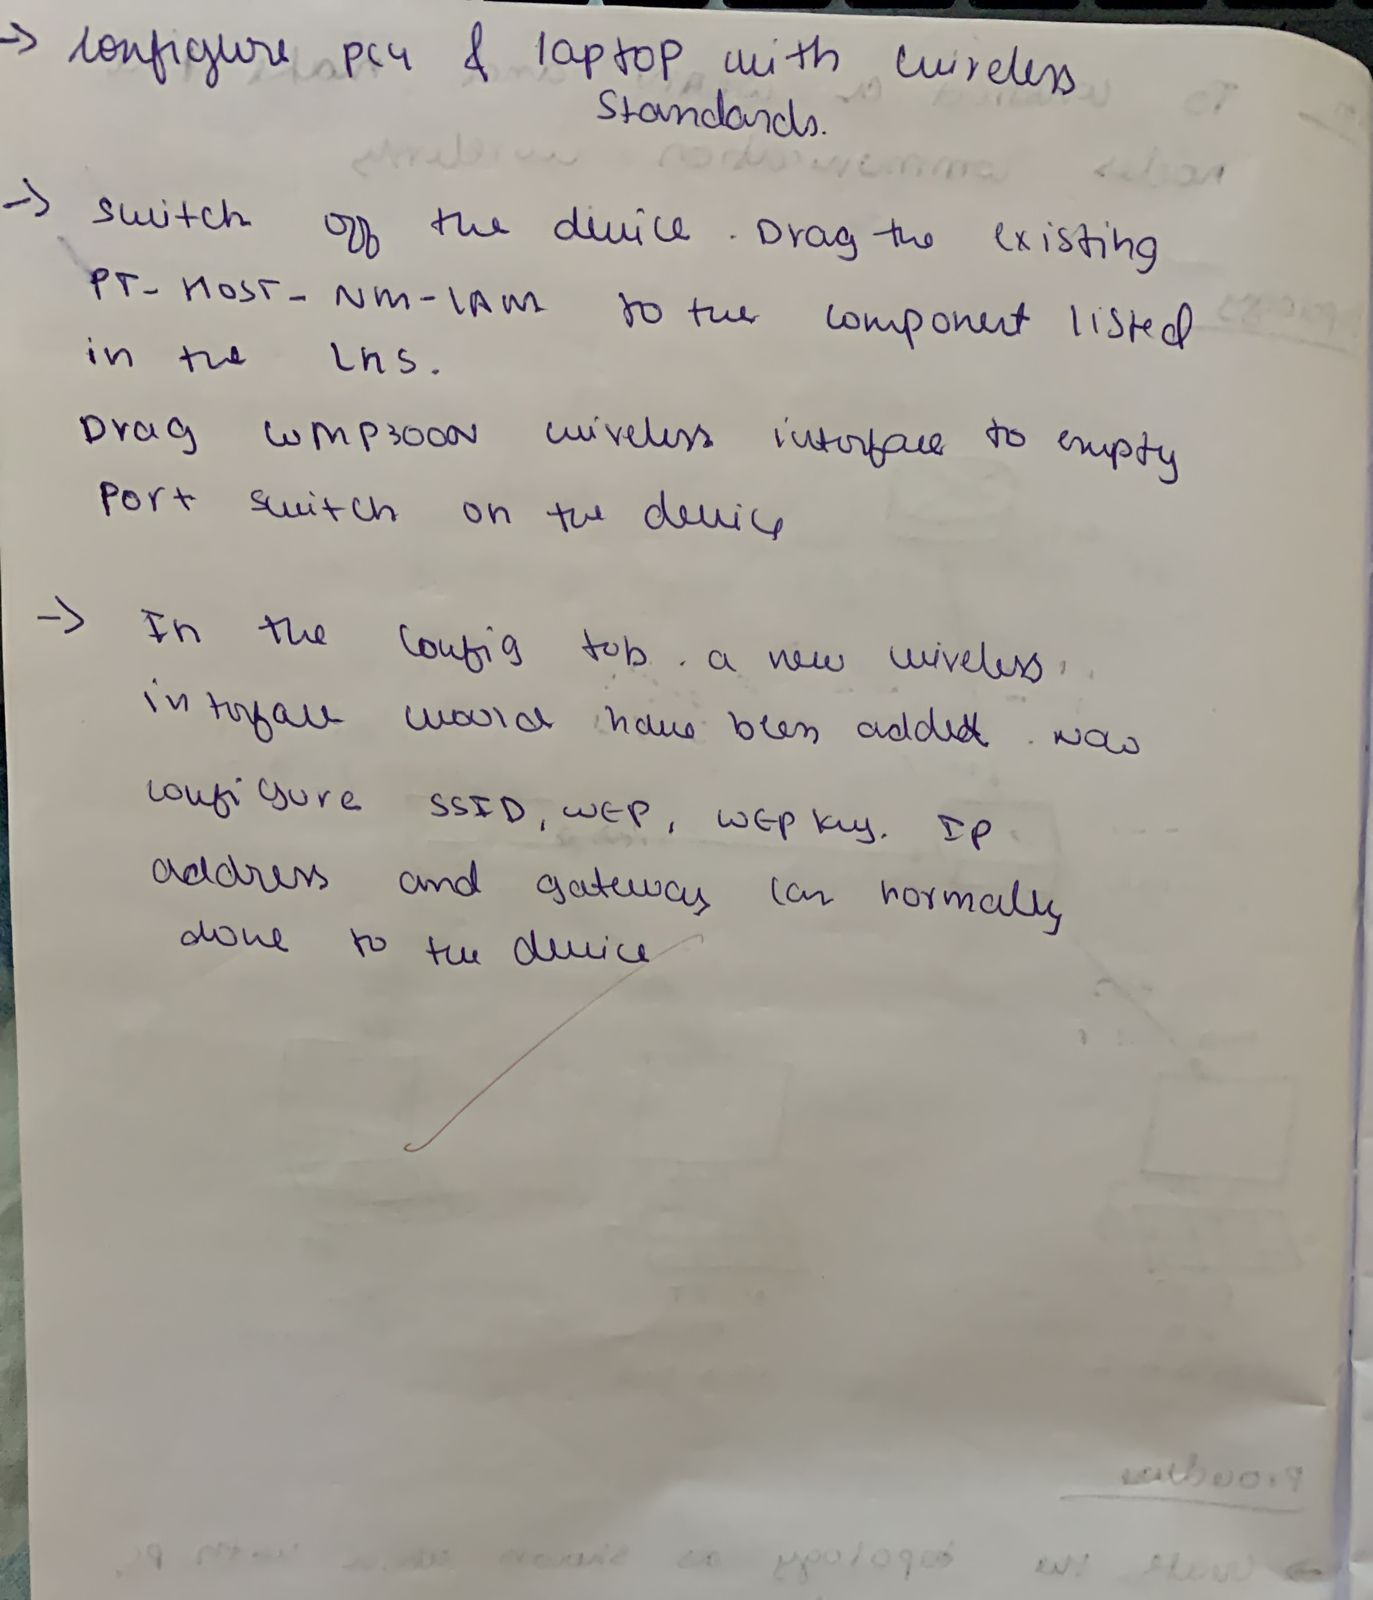 → Configure PC4 & laptop with wireless
Standards.
→ switch off the device. Drag the existing
PT-HOST-NM-1AM to the component listed
in the LHS.
Drag WMP300N wireless interface to empty
Port switch on the device
→ In the config tab. a new wireless
interface would have been added. Now
configure SSID, WEP, WEP key. IP
address and gateway can normally
done to the device